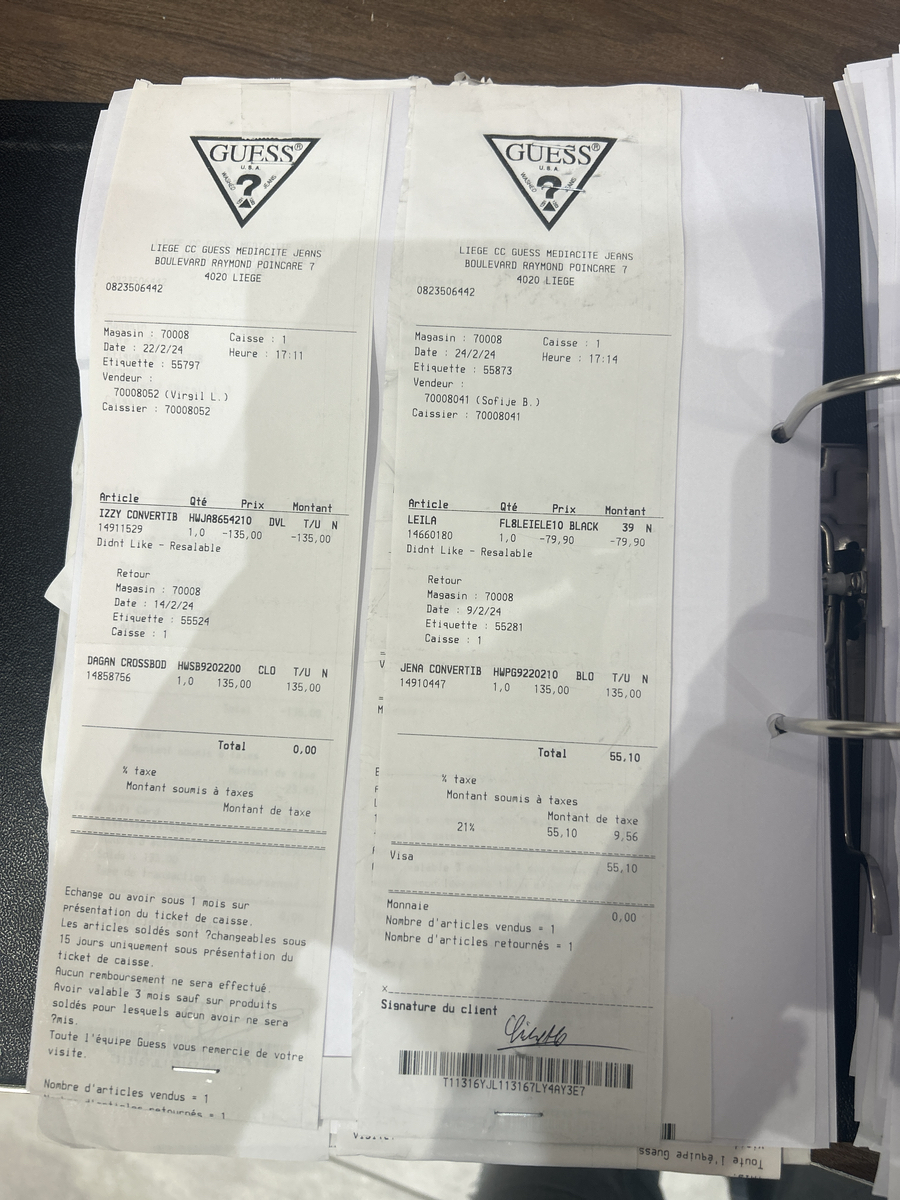 GUESS®
U.S.A.
WASHED JEANS
?
LIEGE CC GUESS MEDIACITE JEANS
BOULEVARD RAYMOND POINCARE 7
4020 LIEGE
0823506442
Magasin : 70008 Caisse : 1
Date : 22/2/24 Heure : 17:11
Etiquette : 55797
Vendeur :
70008052 (Virgil L.)
Caissier : 70008052
Article Qté Prix Montant
IZZY CONVERTIB HWJA8654210 DVL T/U N
14911529 1,0 -135,00 -135,00
Didnt Like - Resalable
Retour
Magasin : 70008
Date : 14/2/24
Etiquette : 55524
Caisse : 1
DAGAN CROSSBOD HWSB9202200 CLO T/U N
14858756 1,0 135,00 135,00
Total 0,00
% taxe
Montant soumis à taxes
Montant de taxe
Echange ou avoir sous 1 mois sur
présentation du ticket de caisse.
Les articles soldés sont ?changeables sous
15 jours uniquement sous présentation du
ticket de caisse.
Aucun remboursement ne sera effectué.
Avoir valable 3 mois sauf sur produits
soldés pour lesquels aucun avoir ne sera
?mis.
Toute l'équipe Guess vous remercie de votre
visite.
Nombre d'articles vendus = 1
Nombre d'articles retournés = 1
GUESS®
U.S.A.
WASHED JEANS
?
LIEGE CC GUESS MEDIACITE JEANS
BOULEVARD RAYMOND POINCARE 7
4020 LIEGE
0823506442
Magasin : 70008 Caisse : 1
Date : 24/2/24 Heure : 17:14
Etiquette : 55873
Vendeur :
70008041 (Sofije B.)
Caissier : 70008041
Article Qté Prix Montant
LEILA FL8LEIELE10 BLACK 39 N
14660180 1,0 -79,90 -79,90
Didnt Like - Resalable
Retour
Magasin : 70008
Date : 9/2/24
Etiquette : 55281
Caisse : 1
JENA CONVERTIB HWPG9220210 BLO T/U N
14910447 1,0 135,00 135,00
Total 55,10
% taxe
Montant soumis à taxes
Montant de taxe
21% 55,10 9,56
Visa 55,10
Monnaie 0,00
Nombre d'articles vendus = 1
Nombre d'articles retournés = 1
x
Signature du client
T11316YJL113167LY4AY3E7
Toute l'équipe Guess